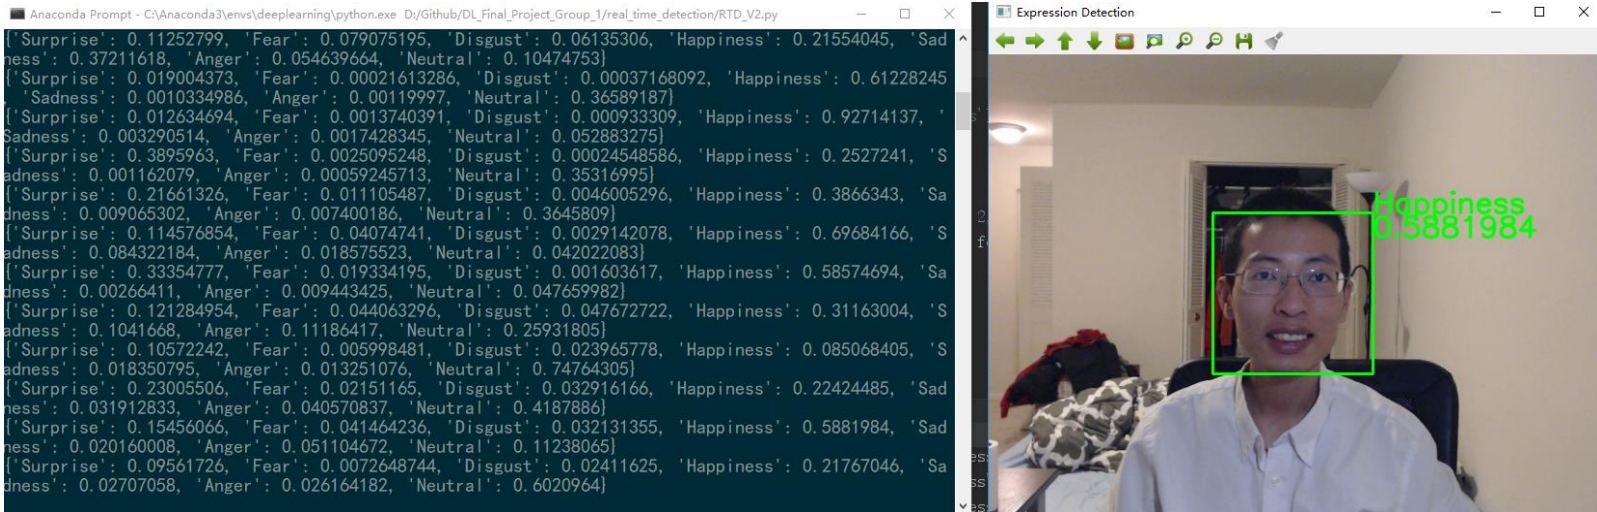 Anaconda Prompt - C:\Anaconda3\envs\deeplearning\python.exe D:/Github/DL_Final_Project_Group_1/real_time_detection/RTD_V2.py
{'Surprise': 0.11252799, 'Fear': 0.079075195, 'Disgust': 0.06135306, 'Happiness': 0.21554045, 'Sad
ness': 0.37211618, 'Anger': 0.054639664, 'Neutral': 0.10474753}
{'Surprise': 0.019004373, 'Fear': 0.00021613286, 'Disgust': 0.00037168092, 'Happiness': 0.61228245
, 'Sadness': 0.0010334986, 'Anger': 0.00119997, 'Neutral': 0.36589187}
{'Surprise': 0.012634694, 'Fear': 0.0013740391, 'Disgust': 0.000933309, 'Happiness': 0.92714137, '
Sadness': 0.003290514, 'Anger': 0.0017428345, 'Neutral': 0.052883275}
{'Surprise': 0.3895963, 'Fear': 0.0025095248, 'Disgust': 0.00024548586, 'Happiness': 0.2527241, 'S
adness': 0.001162079, 'Anger': 0.00059245713, 'Neutral': 0.35316995}
{'Surprise': 0.21661326, 'Fear': 0.011105487, 'Disgust': 0.0046005296, 'Happiness': 0.3866343, 'Sa
dness': 0.009065302, 'Anger': 0.007400186, 'Neutral': 0.3645809}
{'Surprise': 0.114576854, 'Fear': 0.04074741, 'Disgust': 0.0029142078, 'Happiness': 0.69684166, 'S
adness': 0.084322184, 'Anger': 0.018575523, 'Neutral': 0.042022083}
{'Surprise': 0.33354777, 'Fear': 0.019334195, 'Disgust': 0.001603617, 'Happiness': 0.58574694, 'Sa
dness': 0.00266411, 'Anger': 0.009443425, 'Neutral': 0.047659982}
{'Surprise': 0.121284954, 'Fear': 0.044063296, 'Disgust': 0.047672722, 'Happiness': 0.31163004, 'S
adness': 0.1041668, 'Anger': 0.11186417, 'Neutral': 0.25931805}
{'Surprise': 0.10572242, 'Fear': 0.005998481, 'Disgust': 0.023965778, 'Happiness': 0.085068405, 'S
adness': 0.018350795, 'Anger': 0.013251076, 'Neutral': 0.74764305}
{'Surprise': 0.23005506, 'Fear': 0.02151165, 'Disgust': 0.032916166, 'Happiness': 0.22424485, 'Sad
ness': 0.031912833, 'Anger': 0.040570837, 'Neutral': 0.4187886}
{'Surprise': 0.15456066, 'Fear': 0.041464236, 'Disgust': 0.032131355, 'Happiness': 0.5881984, 'Sad
ness': 0.020160008, 'Anger': 0.051104672, 'Neutral': 0.11238065}
{'Surprise': 0.09561726, 'Fear': 0.0072648744, 'Disgust': 0.02411625, 'Happiness': 0.21767046, 'Sa
dness': 0.02707058, 'Anger': 0.026164182, 'Neutral': 0.6020964}
Expression Detection
Happiness
0.5881984